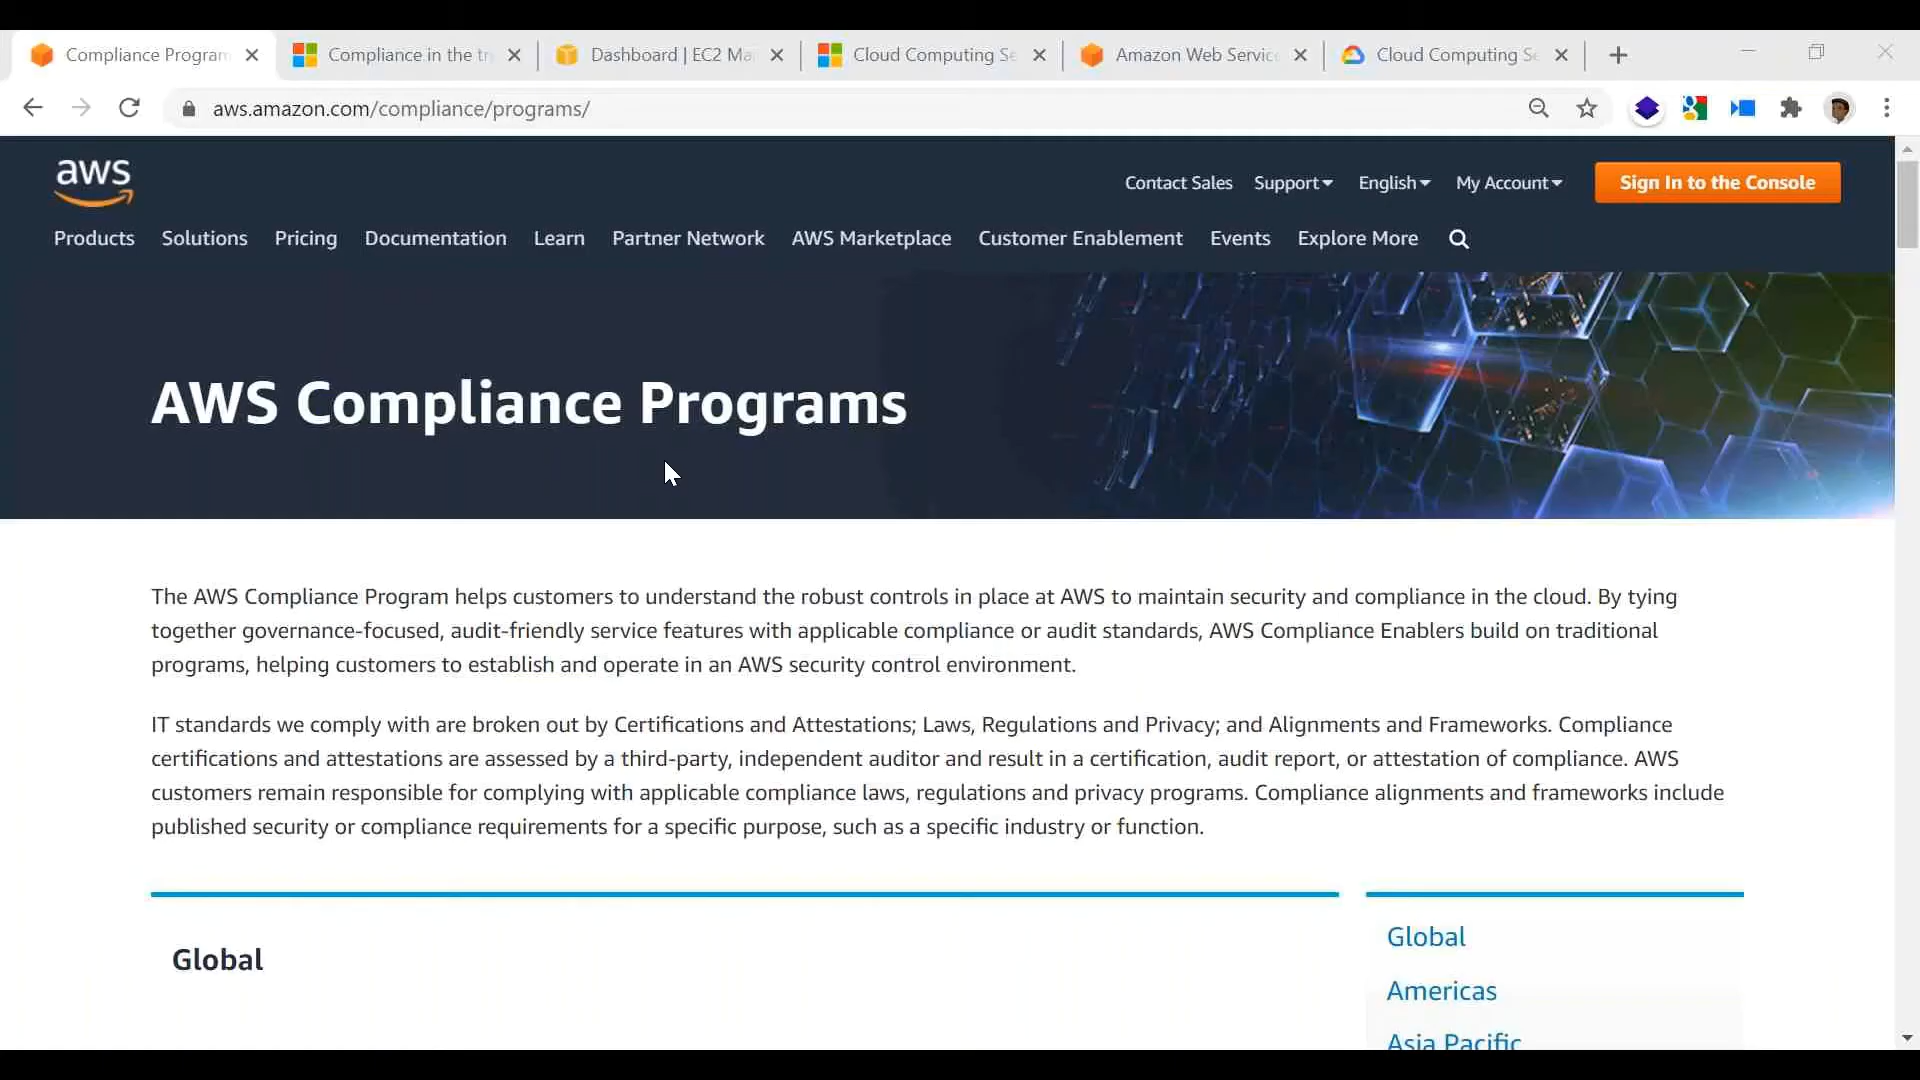 Compliance Program
Compliance in the tr
Dashboard | EC2 Ma
Cloud Computing Se
Amazon Web Service
Cloud Computing Se
aws.amazon.com/compliance/programs/
aws
Contact Sales Support English My Account Sign In to the Console
Products Solutions Pricing Documentation Learn Partner Network AWS Marketplace Customer Enablement Events Explore More
AWS Compliance Programs
The AWS Compliance Program helps customers to understand the robust controls in place at AWS to maintain security and compliance in the cloud. By tying
together governance-focused, audit-friendly service features with applicable compliance or audit standards, AWS Compliance Enablers build on traditional
programs, helping customers to establish and operate in an AWS security control environment.
IT standards we comply with are broken out by Certifications and Attestations; Laws, Regulations and Privacy; and Alignments and Frameworks. Compliance
certifications and attestations are assessed by a third-party, independent auditor and result in a certification, audit report, or attestation of compliance. AWS
customers remain responsible for complying with applicable compliance laws, regulations and privacy programs. Compliance alignments and frameworks include
published security or compliance requirements for a specific purpose, such as a specific industry or function.
Global
Global
Americas
Asia Pacific